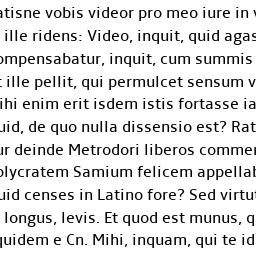 atisne vobis videor pro meo iure in v
ille ridens: Video, inquit, quid agas
ompensabatur, inquit, cum summis
t ille pellit, qui permulcet sensum v
ihi enim erit isdem istis fortasse ia
uid, de quo nulla dissensio est? Rat
ur deinde Metrodori liberos commen
olycratem Samium felicem appellab
uid censes in Latino fore? Sed virtut
longus, levis. Et quod est munus, q
quidem e Cn. Mihi, inquam, qui te id